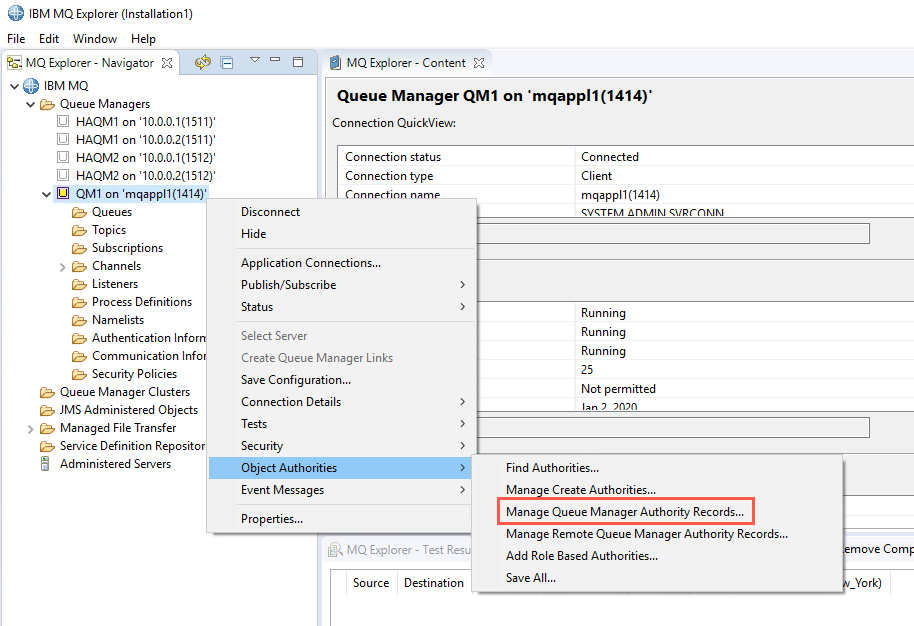 IBM MQ Explorer (Installation1)
File Edit Window Help
MQ Explorer - Navigator
IBM MQ
Queue Managers
HAQM1 on '10.0.0.1(1511)'
HAQM1 on '10.0.0.2(1511)'
HAQM2 on '10.0.0.1(1512)'
HAQM2 on '10.0.0.2(1512)'
QM1 on 'mqappl1(1414)'
Queues
Topics
Subscriptions
Channels
Listeners
Process Definitions
Namelists
Authentication Inform
Communication Infor
Security Policies
Queue Manager Clusters
JMS Administered Objects
Managed File Transfer
Service Definition Repositor
Administered Servers
MQ Explorer - Content
Queue Manager QM1 on 'mqappl1(1414)'
Connection QuickView:
Connection status Connected
Connection type Client
Connection name mqappl1(1414)
SYSTEM.ADMIN.SVRCONN
Running
Running
Running
25
Not permitted
Jan 2, 2020
Disconnect
Hide
Application Connections...
Publish/Subscribe
Status
Select Server
Create Queue Manager Links
Save Configuration...
Connection Details
Tests
Security
Object Authorities
Event Messages
Properties...
Find Authorities...
Manage Create Authorities...
Manage Queue Manager Authority Records...
Manage Remote Queue Manager Authority Records...
Add Role Based Authorities...
Save All...
MQ Explorer - Test Resu
emove Comp
Source Destination
w_York)